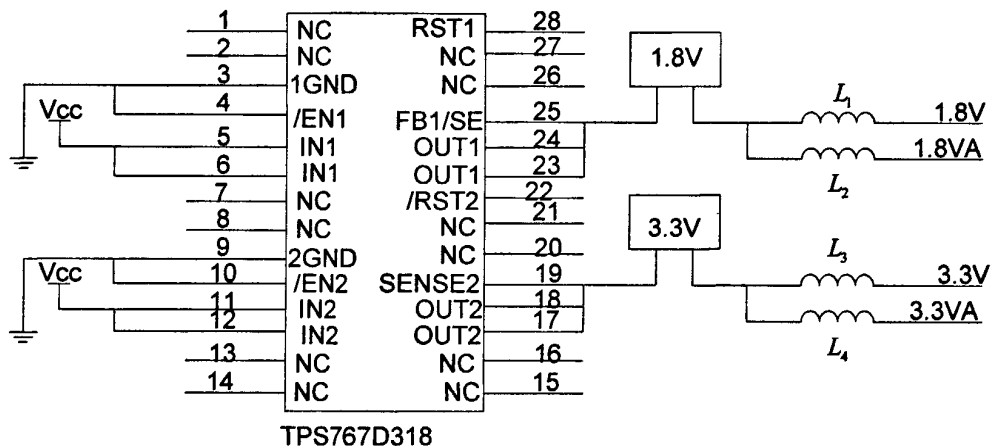 1 NC RST1 28
2 NC NC 27
3 1GND NC 26
4 /EN1 FB1/SE 25
5 IN1 OUT1 24
6 IN1 OUT1 23
7 NC /RST2 22
8 NC NC 21
9 2GND NC 20
10 /EN2 SENSE2 19
11 IN2 OUT2 18
12 IN2 OUT2 17
13 NC NC 16
14 NC NC 15
Vcc
Vcc
1.8V
L1 1.8V
1.8VA
L2
3.3V
L3 3.3V
3.3VA
L4
TPS767D318